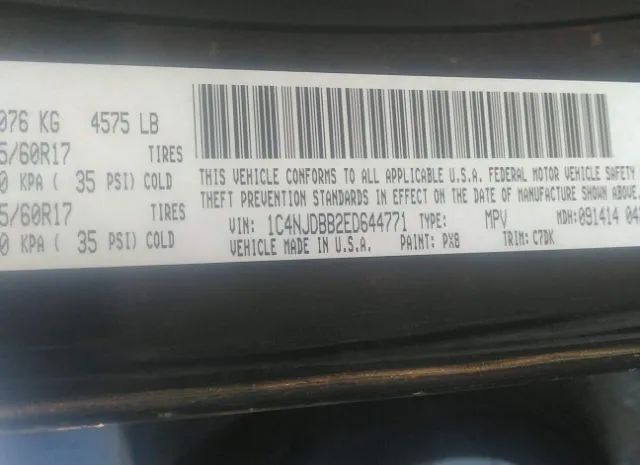 076 KG 4575 LB
5/60R17 TIRES
0 KPA ( 35 PSI) COLD
5/60R17 TIRES
0 KPA ( 35 PSI) COLD
THIS VEHICLE CONFORMS TO ALL APPLICABLE U.S.A. FEDERAL MOTOR VEHICLE SAFETY
THEFT PREVENTION STANDARDS IN EFFECT ON THE DATE OF MANUFACTURE SHOWN ABOVE
VIN: 1C4NJDBB2ED644771 TYPE: MPV MDH: 091414 04
VEHICLE MADE IN U.S.A. PAINT: PX8 TRIM: C7DK